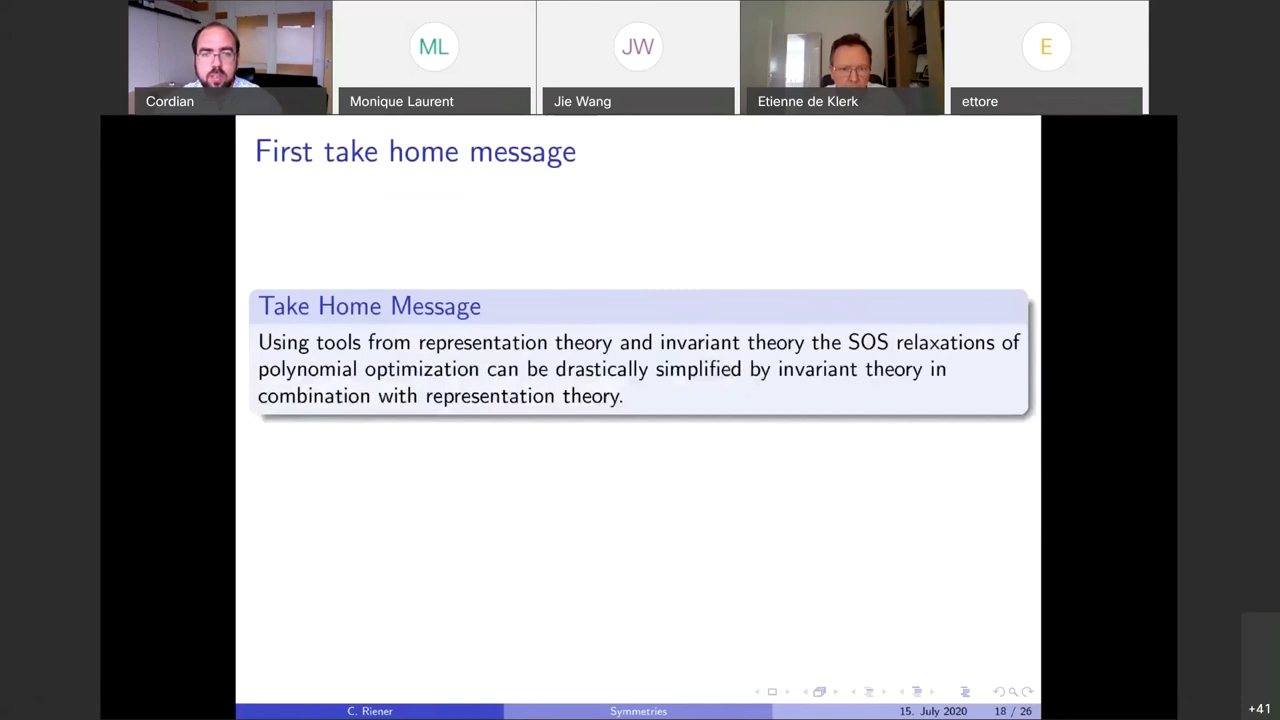 ML
JW
E
Cordian
Monique Laurent
Jie Wang
Etienne de Klerk
ettore
First take home message
Take Home Message
Using tools from representation theory and invariant theory the SOS relaxations of
polynomial optimization can be drastically simplified by invariant theory in
combination with representation theory.
C. Riener
Symmetries
15. July 2020
18 / 26
+41